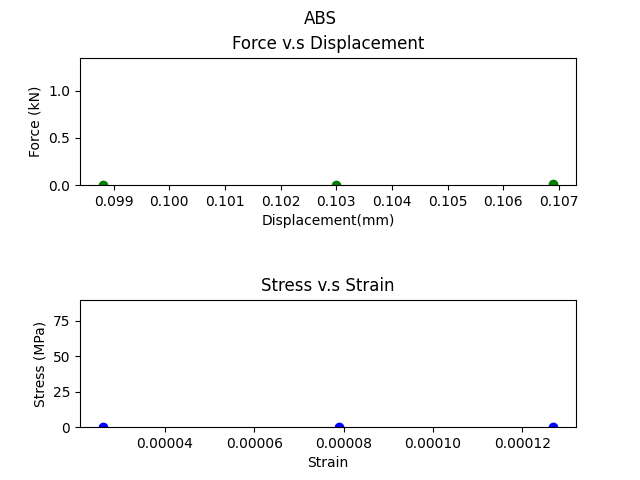 ABS
Force v.s Displacement
1.0
0.5
0.0
Force (kN)
0.099 0.100 0.101 0.102 0.103 0.104 0.105 0.106 0.107
Displacement(mm)
Stress v.s Strain
75
50
25
0
Stress (MPa)
0.00004 0.00006 0.00008 0.00010 0.00012
Strain